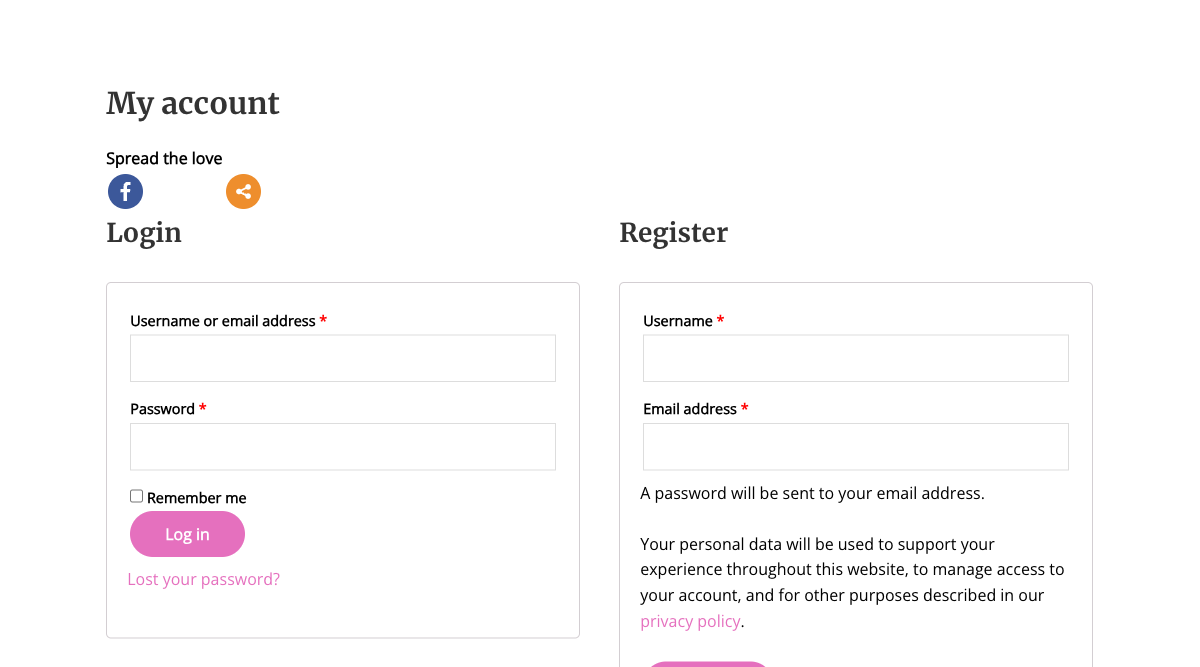 My account
Spread the love
Login
Username or email address *
Password *
Remember me
Log in
Lost your password?
Register
Username *
Email address *
A password will be sent to your email address.
Your personal data will be used to support your
experience throughout this website, to manage access to
your account, and for other purposes described in our
privacy policy.